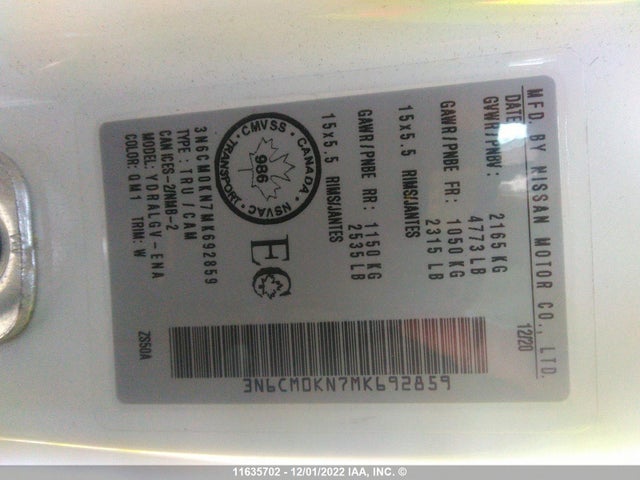 MFD. BY NISSAN MOTOR CO., LTD.
DATE: 12/20
GVWR/PNBV: 2165 KG
4773 LB
GAWR/PNBE FR: 1050 KG
2315 LB
15x5.5 RIMS/JANTES
GAWR/PNBE RR: 1150 KG
2535 LB
15x5.5 RIMS/JANTES
CMVSS · CANADA · NSVAC · TRANSPORT
986
EC
3N6CM0KN7MK692859
TYPE: TRU/CAM
CAN ICES-2/NMB-2
MODEL: YDRALGV-ENA
COLOR: QM1 TRIM: W
ZS50A
3N6CM0KN7MK692859
11635702 - 12/01/2022 IAA, INC. ©